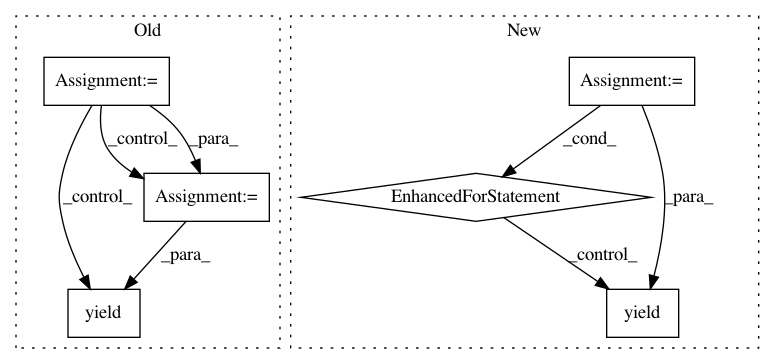 Old
New
Assignment:=
Assignment:=
_control_
_para_
_cond_
_control_
Assignment:=
EnhancedForStatement
_para_
_para_
_control_
yield
yield